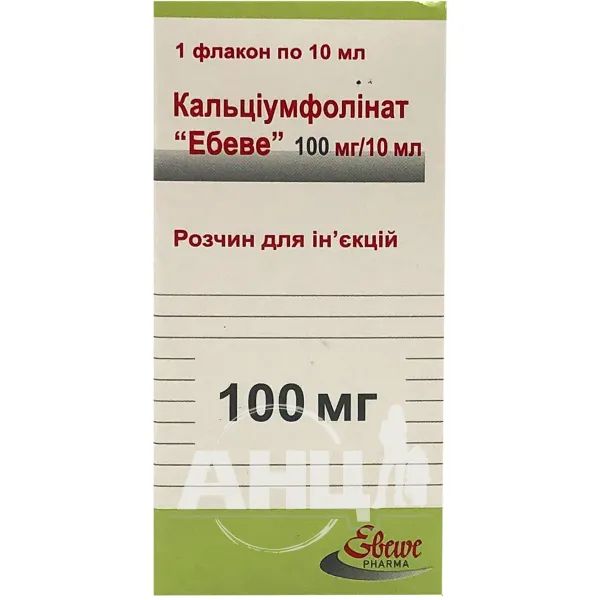 1 флакон по 10 мл
Кальціумфолінат
“Ебеве” 100 мг/10 мл
Розчин для ін’єкцій
100 мг
АНЦ
Ebewe
PHARMA